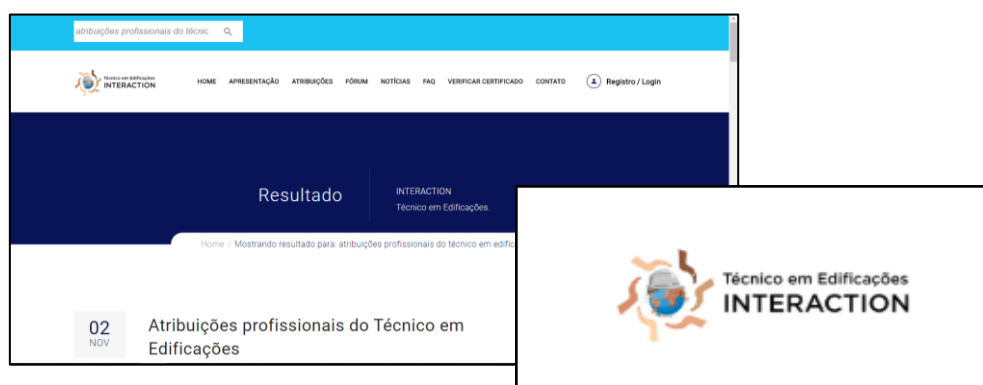 atribuições profissionais do técnic
Técnico em Edificações
INTERACTION
HOME APRESENTAÇÃO ATRIBUIÇÕES FÓRUM NOTÍCIAS FAQ VERIFICAR CERTIFICADO CONTATO Registro / Login
Resultado
INTERACTION
Técnico em Edificações.
Home / Mostrando resultado para: atribuições profissionais do técnico em edific
02
NOV
Atribuições profissionais do Técnico em
Edificações
Técnico em Edificações
INTERACTION